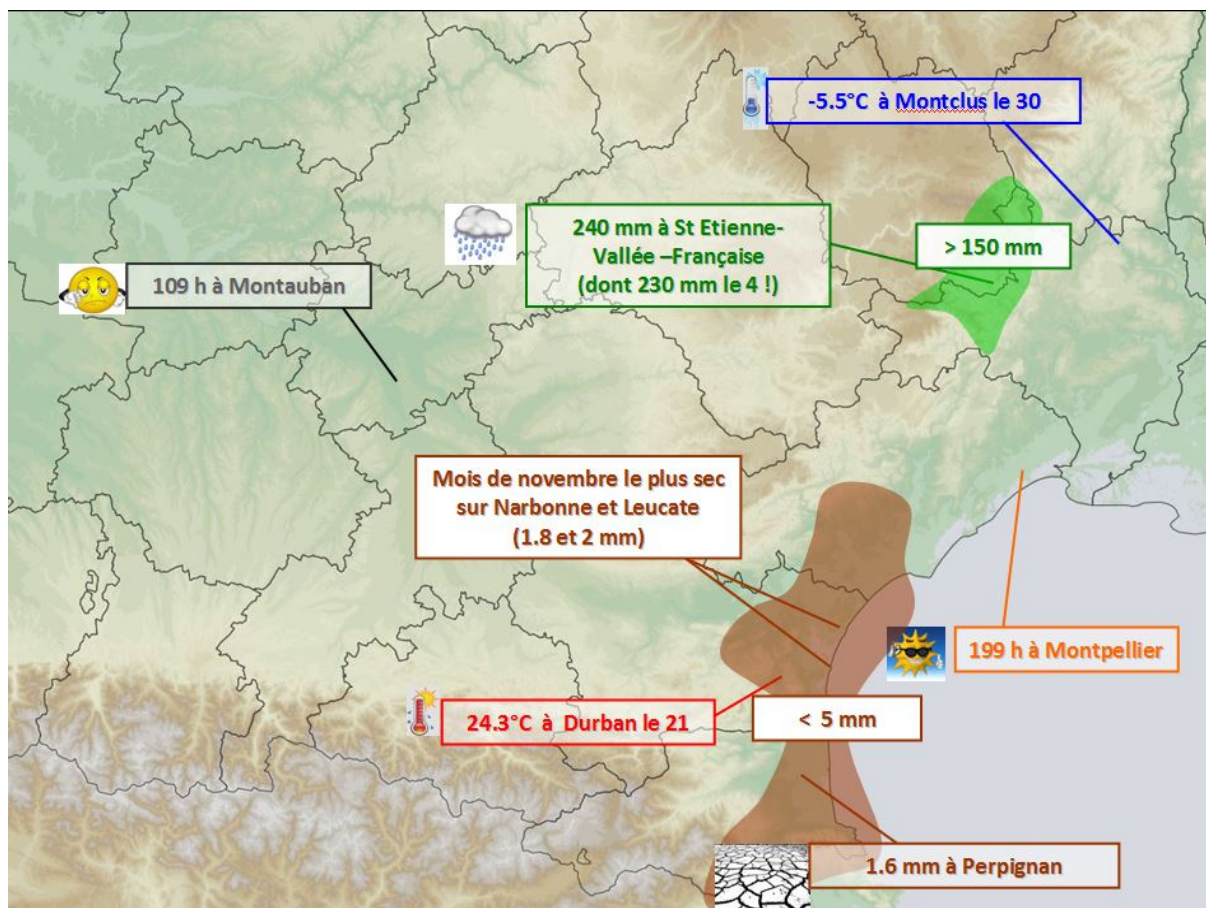 -5.5°C à Montclus le 30
240 mm à St Etienne-
Vallée –Française
(dont 230 mm le 4 !)
> 150 mm
109 h à Montauban
Mois de novembre le plus sec
sur Narbonne et Leucate
(1.8 et 2 mm)
199 h à Montpellier
24.3°C à Durban le 21
< 5 mm
1.6 mm à Perpignan